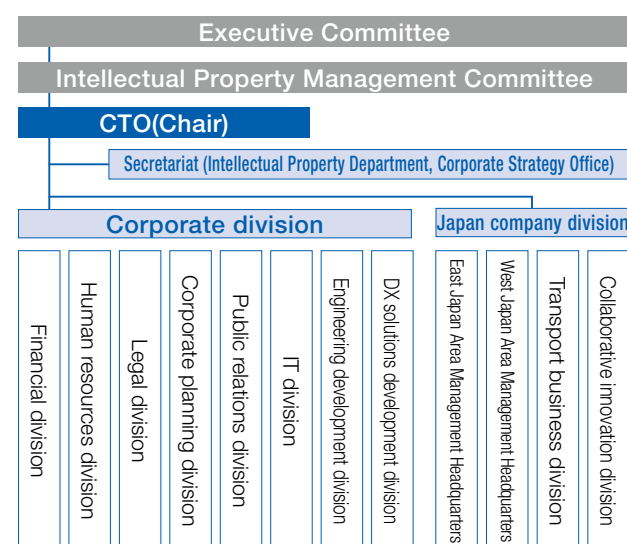 Executive Committee
Intellectual Property Management Committee
CTO(Chair)
Secretariat (Intellectual Property Department, Corporate Strategy Office)
Corporate division
Japan company division
Financial division
Human resources division
Legal division
Corporate planning division
Public relations division
IT division
Engineering development division
DX solutions development division
East Japan Area Management Headquarters
West Japan Area Management Headquarters
Transport business division
Collaborative innovation division